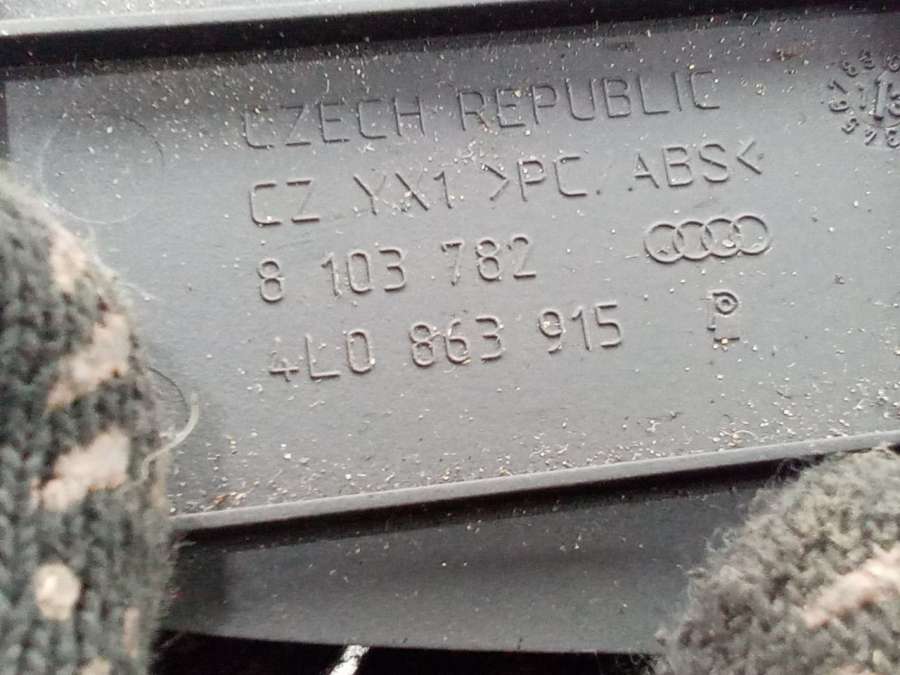 CZECH REPUBLIC
CZ YX1 >PC. ABS<
8 103 782
4L0 863 915